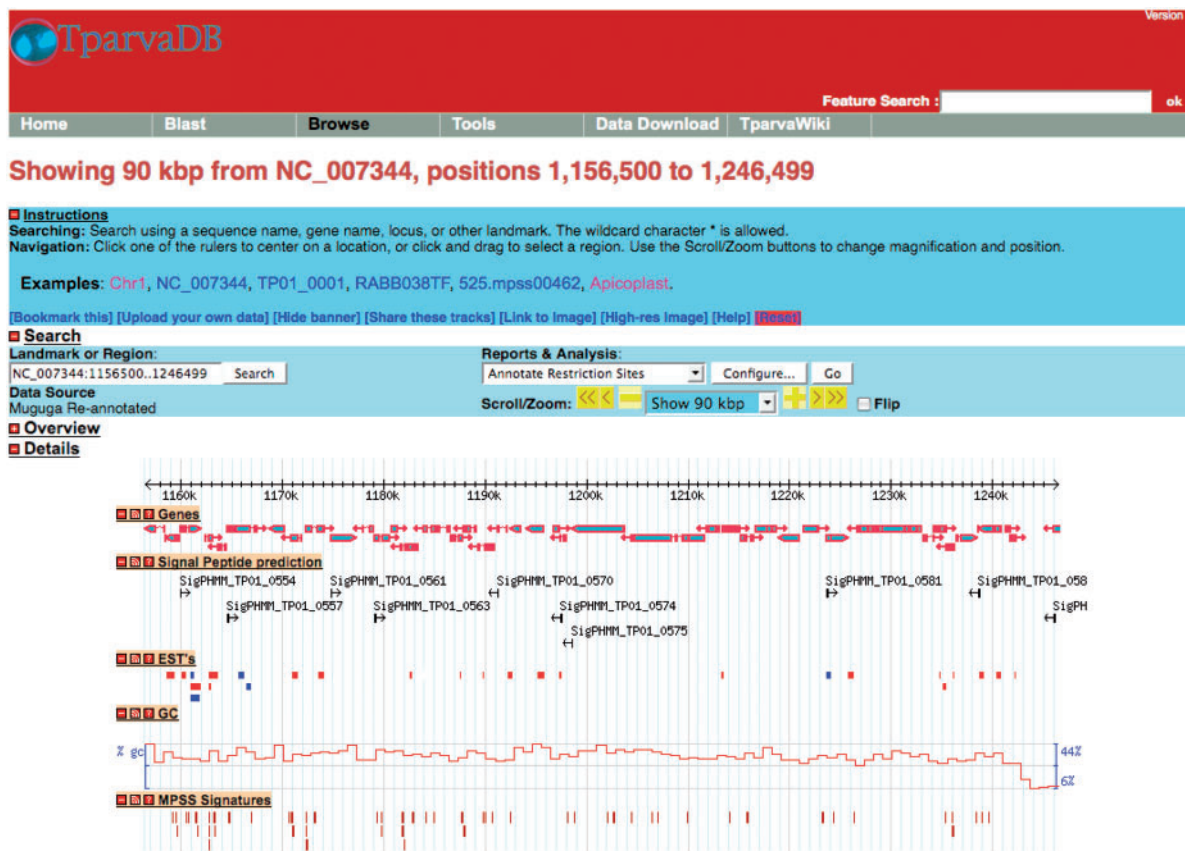 Version
TparvaDB
Feature Search : ok
Home Blast Browse Tools Data Download TparvaWiki
Showing 90 kbp from NC_007344, positions 1,156,500 to 1,246,499
Instructions
Searching: Search using a sequence name, gene name, locus, or other landmark. The wildcard character * is allowed.
Navigation: Click one of the rulers to center on a location, or click and drag to select a region. Use the Scroll/Zoom buttons to change magnification and position.
Examples: Chr1, NC_007344, TP01_0001, RABB038TF, 525.mpss00462, Apicoplast.
[Bookmark this] [Upload your own data] [Hide banner] [Share these tracks] [Link to Image] [High-res Image] [Help] [Reset]
Search
Landmark or Region: Reports & Analysis:
NC_007344:1156500..1246499 Search Annotate Restriction Sites Configure... Go
Data Source
Muguga Re-annotated
Scroll/Zoom: Show 90 kbp Flip
Overview
Details
1160k 1170k 1180k 1190k 1200k 1210k 1220k 1230k 1240k
Genes
Signal Peptide prediction
SigPHMM_TP01_0554 SigPHMM_TP01_0561 SigPHMM_TP01_0570 SigPHMM_TP01_0581 SigPHMM_TP01_058
SigPHMM_TP01_0557 SigPHMM_TP01_0563 SigPHMM_TP01_0574 SigPH
SigPHMM_TP01_0575
EST's
GC
% gc 44%
6%
MPSS Signatures